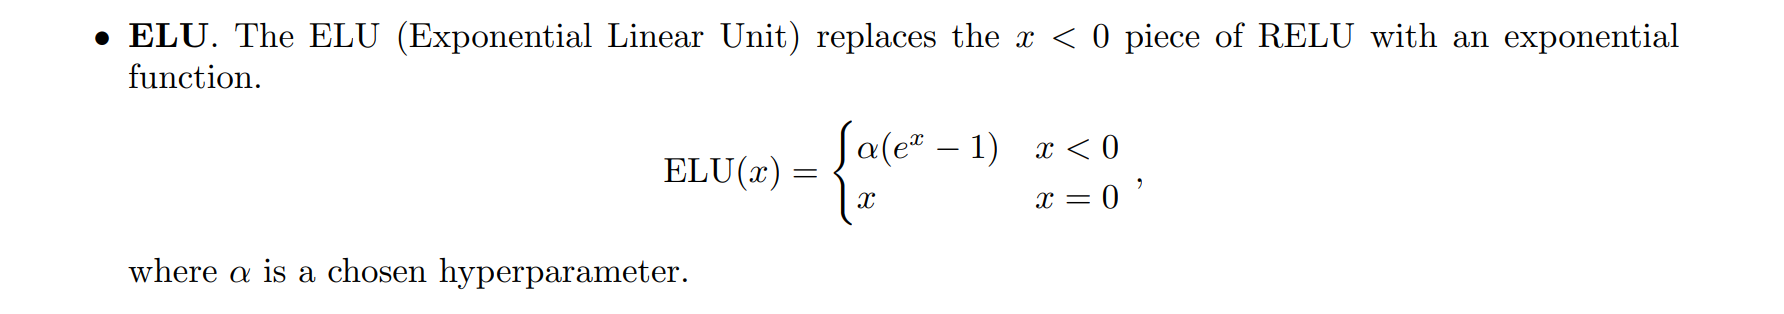 • ELU. The ELU (Exponential Linear Unit) replaces the x < 0 piece of RELU with an exponential
function.
ELU(x) = { α(eˣ − 1) x < 0
x x = 0 ,
where α is a chosen hyperparameter.